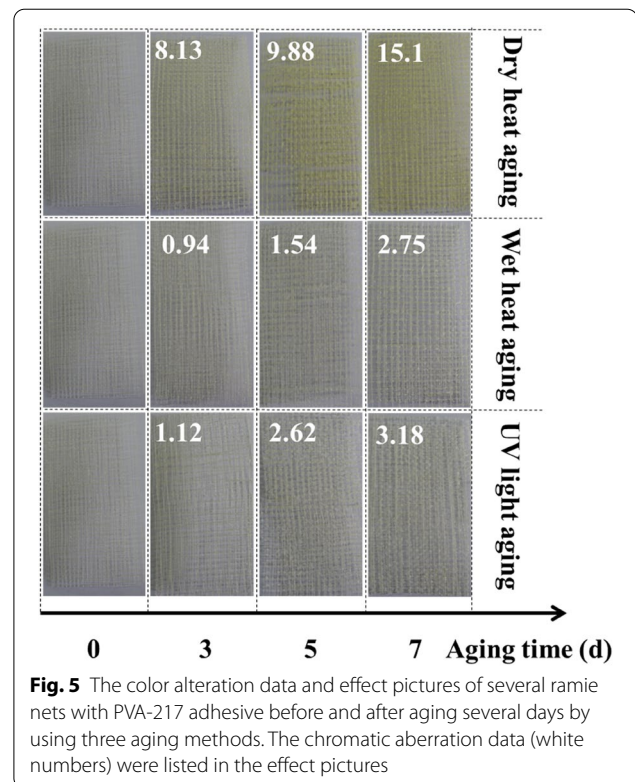 8.13 9.88 15.1
Dry heat aging
0.94 1.54 2.75
Wet heat aging
1.12 2.62 3.18
UV light aging
0 3 5 7 Aging time (d)
Fig. 5 The color alteration data and effect pictures of several ramie
nets with PVA-217 adhesive before and after aging several days by
using three aging methods. The chromatic aberration data (white
numbers) were listed in the effect pictures